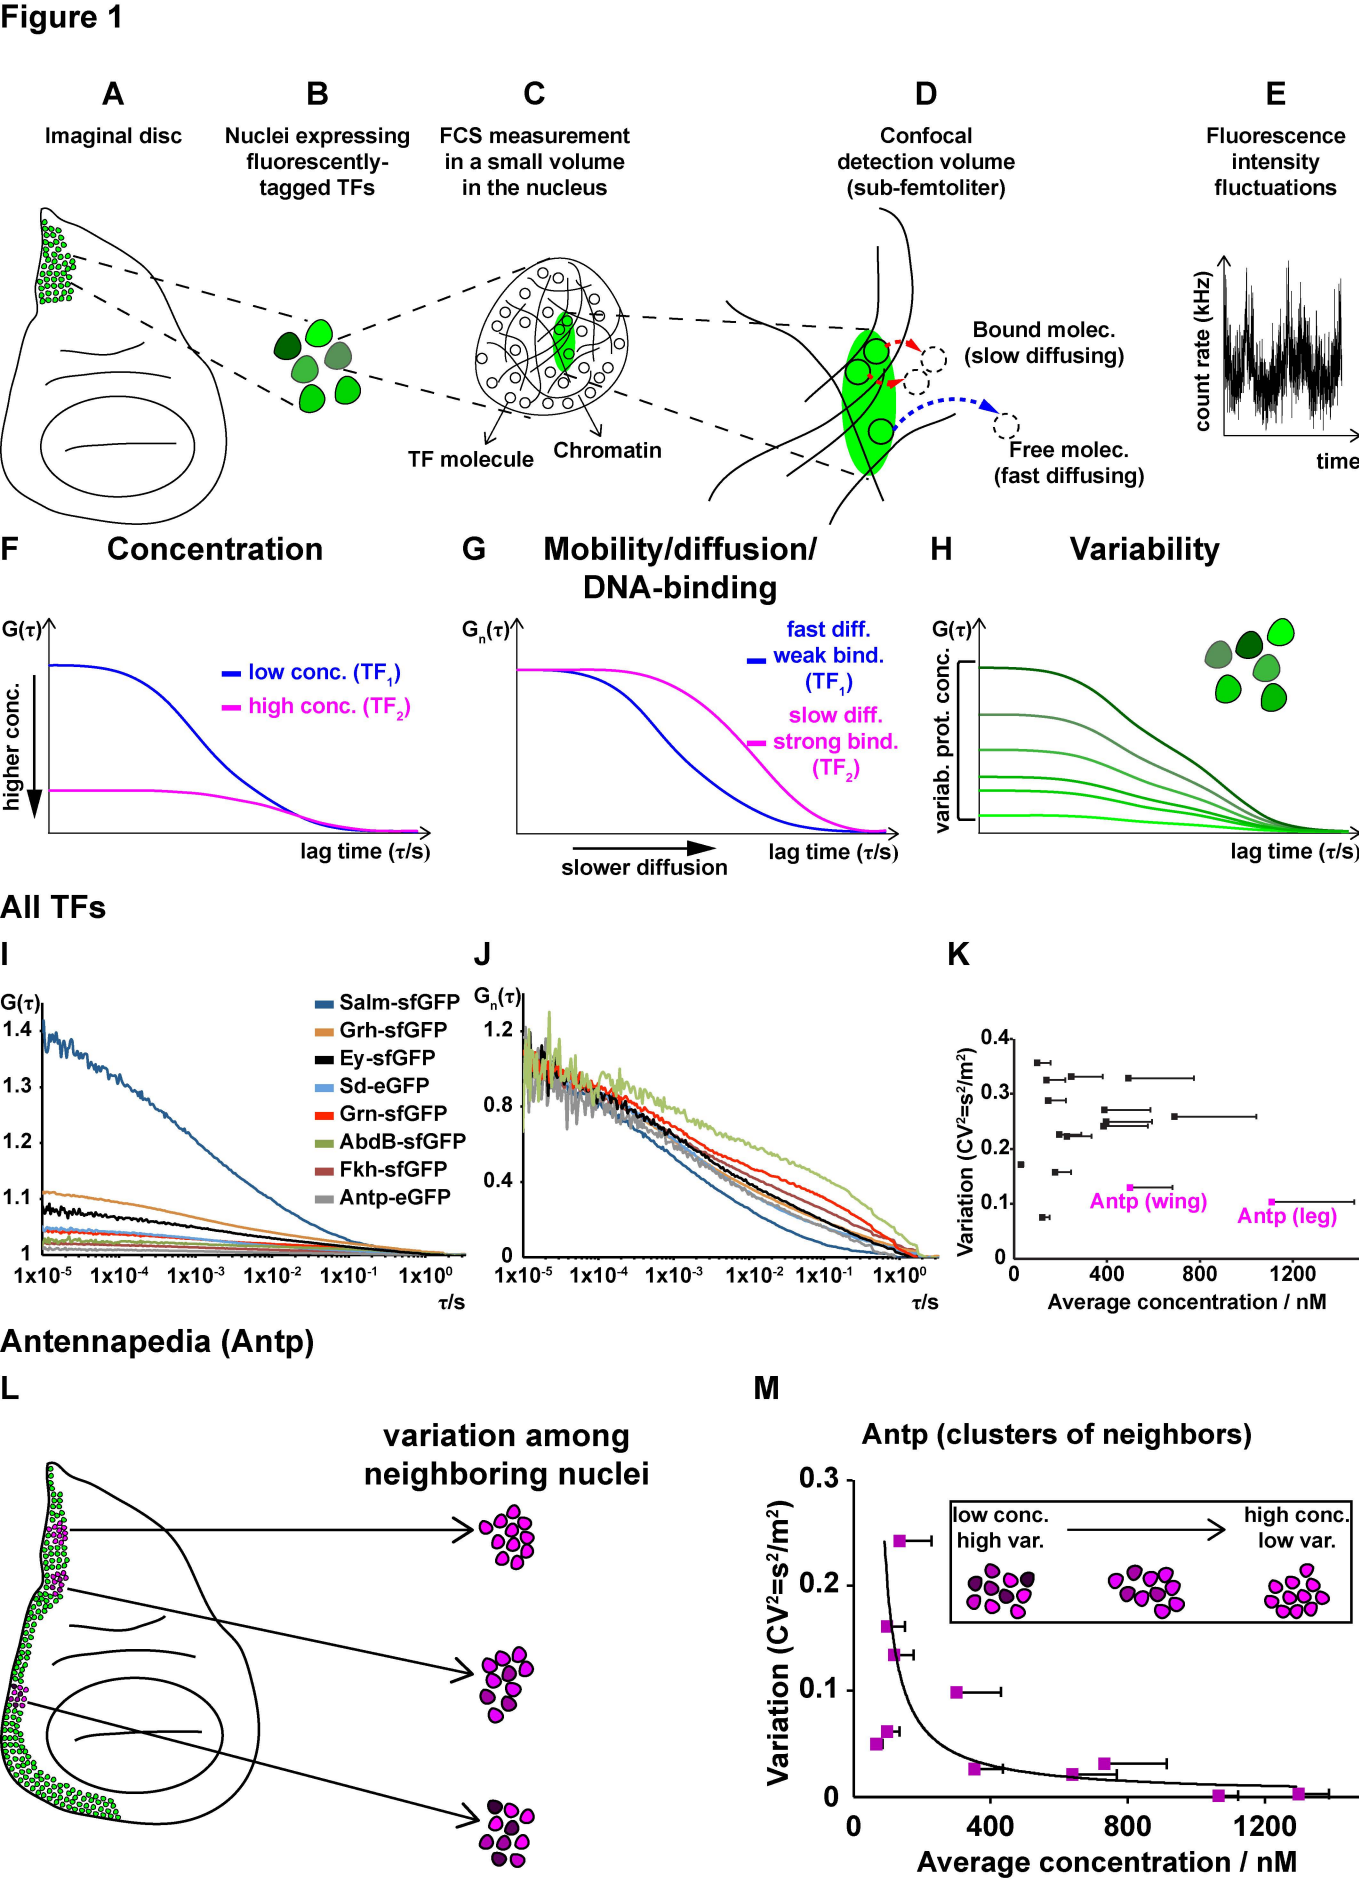 Figure 1
A
Imaginal disc
B
Nuclei expressing
fluorescently-
tagged TFs
C
FCS measurement
in a small volume
in the nucleus
D
Confocal
detection volume
(sub-femtoliter)
E
Fluorescence
intensity
fluctuations
TF molecule
Chromatin
Bound molec.
(slow diffusing)
Free molec.
(fast diffusing)
count rate (kHz)
time
F
Concentration
G(τ)
higher conc.
low conc. (TF₁)
high conc. (TF₂)
lag time (τ/s)
G
Mobility/diffusion/
DNA-binding
Gₙ(τ)
fast diff.
weak bind.
(TF₁)
slow diff.
strong bind.
(TF₂)
slower diffusion
lag time (τ/s)
H
Variability
G(τ)
variab. prot. conc.
lag time (τ/s)
All TFs
I
G(τ)
1.4
1.3
1.2
1.1
1
Salm-sfGFP
Grh-sfGFP
Ey-sfGFP
Sd-eGFP
Grn-sfGFP
AbdB-sfGFP
Fkh-sfGFP
Antp-eGFP
1x10⁻⁵ 1x10⁻⁴ 1x10⁻³ 1x10⁻² 1x10⁻¹ 1x10⁰
τ/s
J
Gₙ(τ)
1.2
0.8
0.4
0
1x10⁻⁵ 1x10⁻⁴ 1x10⁻³ 1x10⁻² 1x10⁻¹ 1x10⁰
τ/s
K
Variation (CV²=s²/m²)
0.4
0.3
0.2
0.1
0
Antp (wing)
Antp (leg)
0 400 800 1200
Average concentration / nM
Antennapedia (Antp)
L
variation among
neighboring nuclei
M
Antp (clusters of neighbors)
Variation (CV²=s²/m²)
0.3
0.2
0.1
0
low conc.
high var.
high conc.
low var.
0 400 800 1200
Average concentration / nM